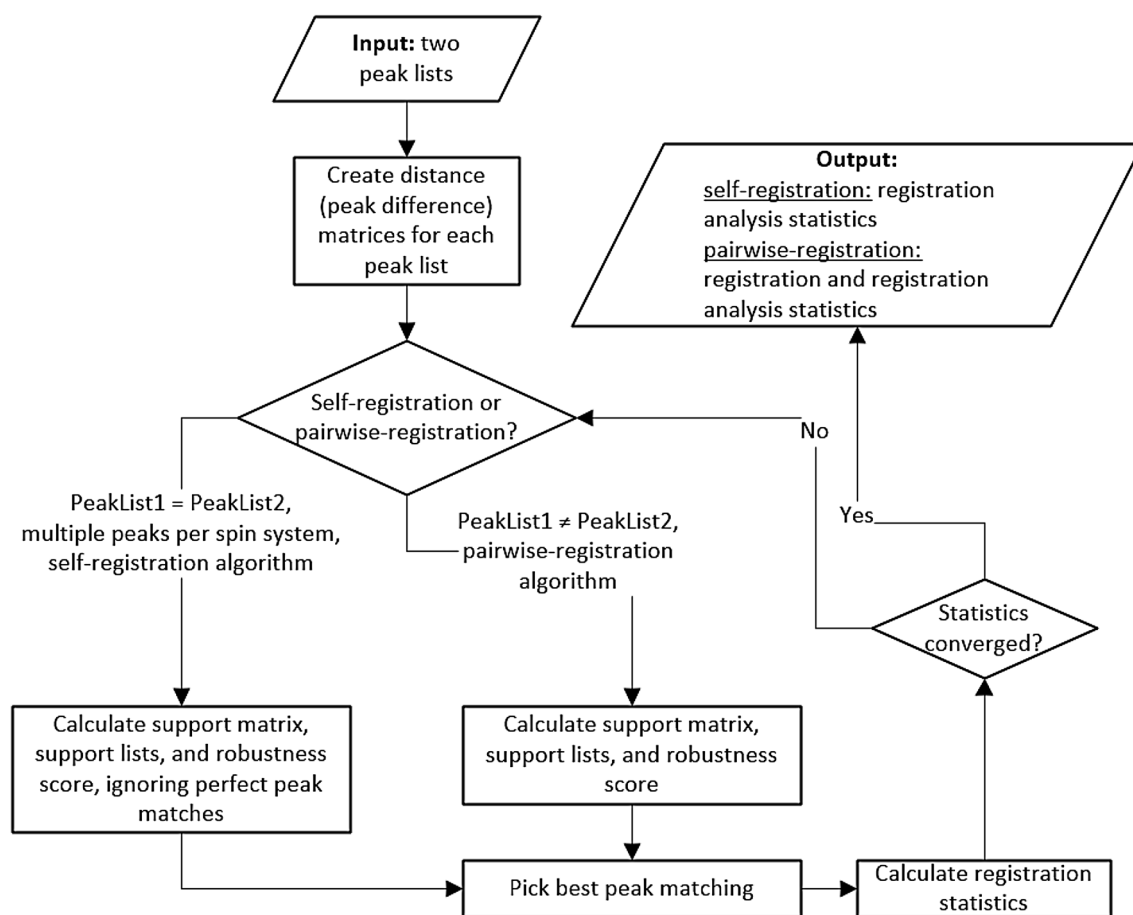 Input: two
peak lists
Create distance
(peak difference)
matrices for each
peak list
Output:
self-registration: registration
analysis statistics
pairwise-registration:
registration and registration
analysis statistics
Self-registration or
pairwise-registration?
No
Yes
PeakList1 = PeakList2,
multiple peaks per spin system,
self-registration algorithm
PeakList1 ≠ PeakList2,
pairwise-registration
algorithm
Statistics
converged?
Calculate support matrix,
support lists, and robustness
score, ignoring perfect peak
matches
Calculate support matrix,
support lists, and robustness
score
Pick best peak matching
Calculate registration
statistics